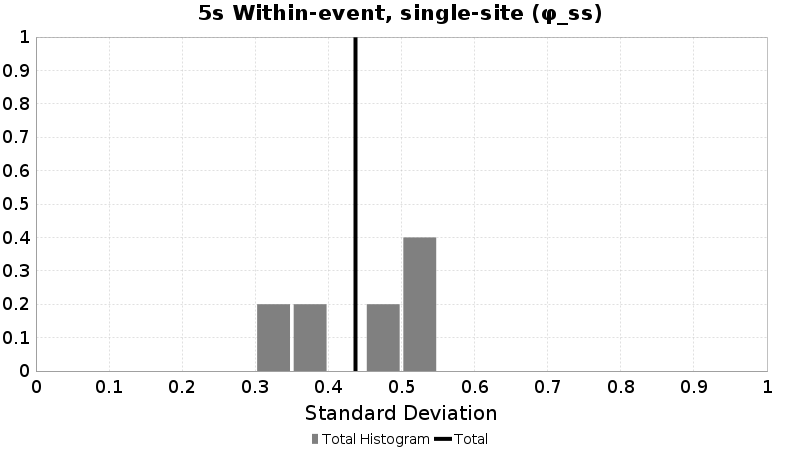 5s Within-event, single-site (φ_ss)
1
0.9
0.8
0.7
0.6
0.5
0.4
0.3
0.2
0.1
0
0 0.1 0.2 0.3 0.4 0.5 0.6 0.7 0.8 0.9 1
Standard Deviation
Total Histogram Total